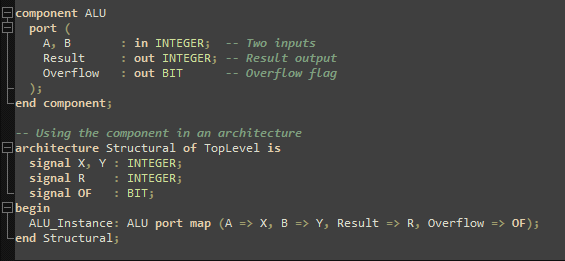 component ALU
  port (
    A, B      : in INTEGER;  -- Two inputs
    Result    : out INTEGER; -- Result output
    Overflow  : out BIT      -- Overflow flag
  );
end component;

-- Using the component in an architecture
architecture Structural of TopLevel is
  signal X, Y : INTEGER;
  signal R    : INTEGER;
  signal OF   : BIT;
begin
  ALU_Instance: ALU port map (A => X, B => Y, Result => R, Overflow => OF);
end Structural;